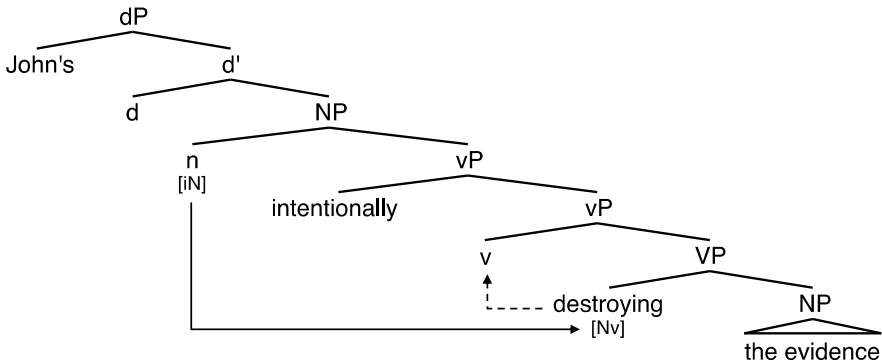 dP
John's d'
d NP
n vP
[iN]
intentionally vP
v VP
destroying NP
[Nv]
the evidence